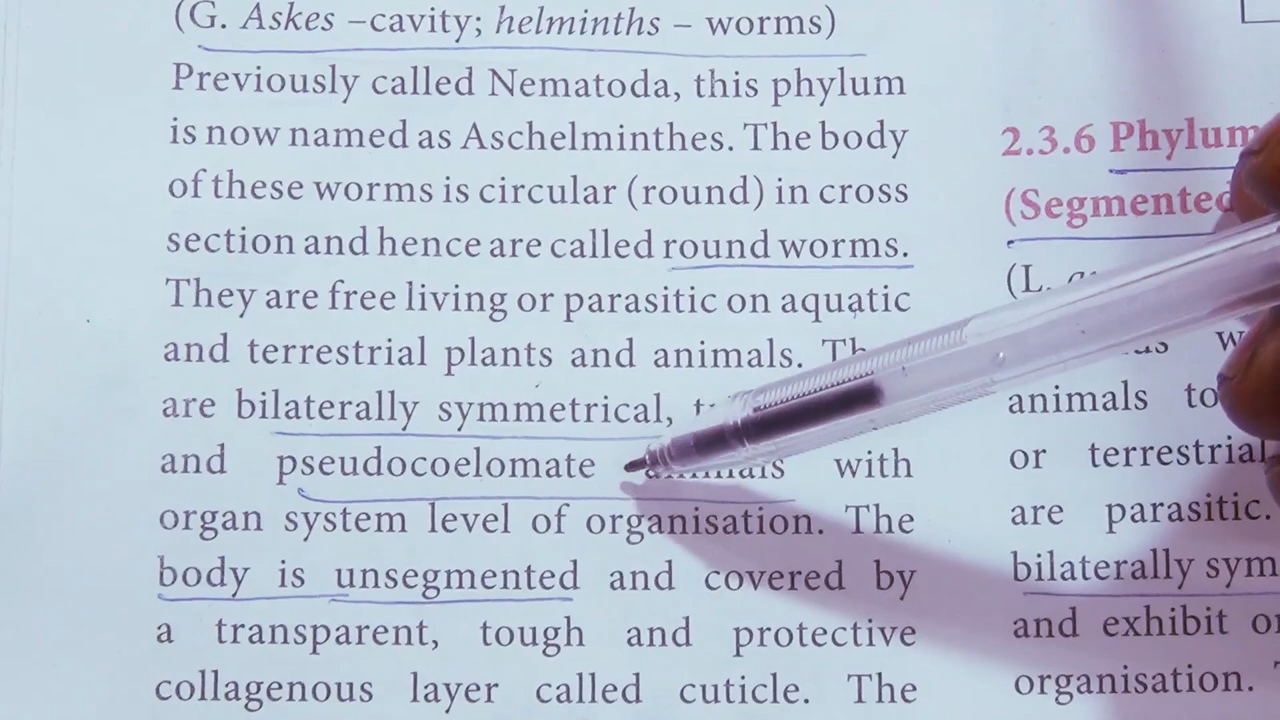 (G. Askes –cavity; helminths – worms)
Previously called Nematoda, this phylum
is now named as Aschelminthes. The body
of these worms is circular (round) in cross
section and hence are called round worms.
They are free living or parasitic on aquatic
and terrestrial plants and animals.
are bilaterally symmetrical,
and pseudocoelomate animals with
organ system level of organisation. The
body is unsegmented and covered by
a transparent, tough and protective
collagenous layer called cuticle. The
2.3.6 Phylum
(Segmented
(L.
animals to
or terrestrial
are parasitic.
bilaterally sym
and exhibit
organisation.